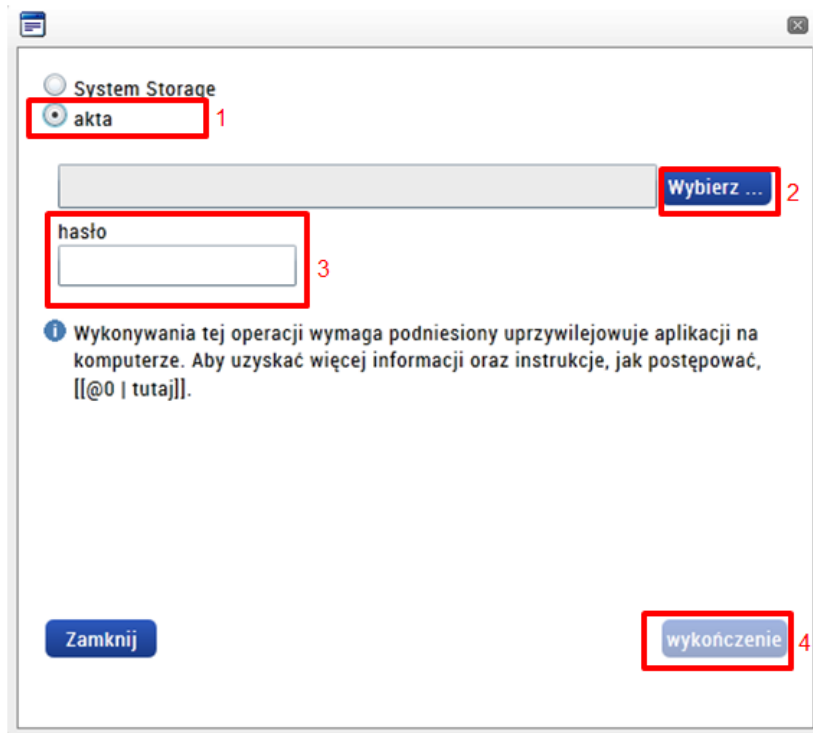 System Storage
akta 1
Wybierz ... 2
hasło
3
Wykonywania tej operacji wymaga podniesiony uprzywilejowuje aplikacji na
komputerze. Aby uzyskać więcej informacji oraz instrukcje, jak postępować,
[[@0 | tutaj]].
Zamknij wykończenie 4